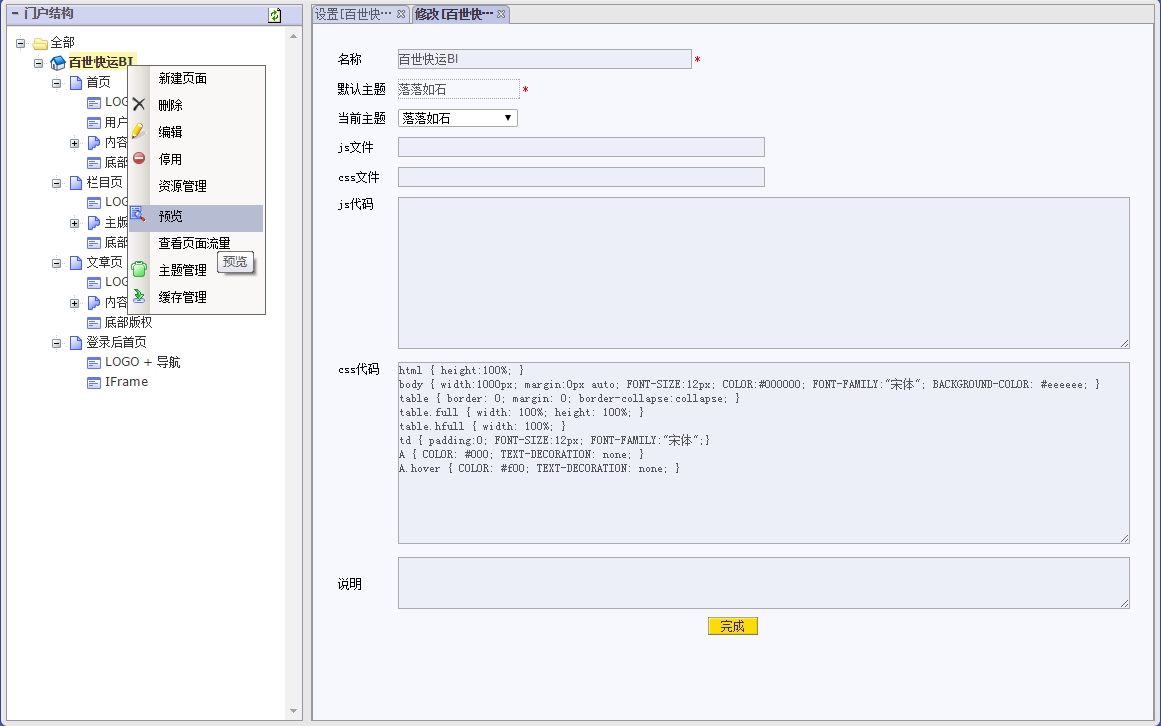 门户结构
全部
百世快运BI
首页
LOG
用户
内容
底部
栏目页
LOG
主版
底部
文章页
LOG
内容
底部版权
登录后首页
LOGO + 导航
IFrame
新建页面
删除
编辑
停用
资源管理
预览
查看页面流量
主题管理
缓存管理
预览
设置[百世快…
修改[百世快…
名称 百世快运BI *
默认主题 落落如石 *
当前主题 落落如石
js文件
css文件
js代码
css代码
html { height:100%; }
body { width:1000px; margin:0px auto; FONT-SIZE:12px; COLOR:#000000; FONT-FAMILY:"宋体"; BACKGROUND-COLOR: #eeeeee; }
table { border: 0; margin: 0; border-collapse:collapse; }
table.full { width: 100%; height: 100%; }
table.hfull { width: 100%; }
td { padding:0; FONT-SIZE:12px; FONT-FAMILY:"宋体";}
A { COLOR: #000; TEXT-DECORATION: none; }
A.hover { COLOR: #f00; TEXT-DECORATION: none; }
说明
完成